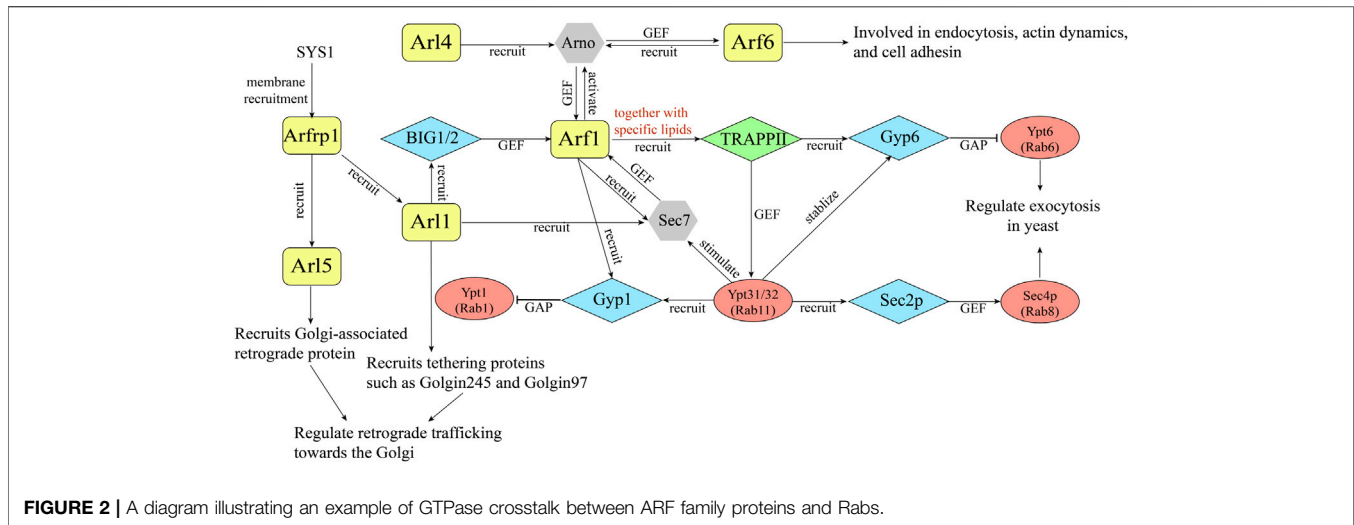 Arl4
recruit
Arno
GEF
recruit
Arf6
Involved in endocytosis, actin dynamics,
and cell adhesin
SYS1
membrane
recruitment
GEF
activate
Arfrp1
BIG1/2
GEF
Arf1
together with
specific lipids
recruit
TRAPPII
recruit
Gyp6
GAP
Ypt6
(Rab6)
recruit
recruit
recruit
GEF
recruit
Arl1
recruit
Sec7
GEF
stablize
Regulate exocytosis
in yeast
Arl5
recruit
stimulate
Ypt1
(Rab1)
GAP
Gyp1
recruit
Ypt31/32
(Rab11)
recruit
Sec2p
GEF
Sec4p
(Rab8)
Recruits Golgi-associated
retrograde protein
Recruits tethering proteins
such as Golgin245 and Golgin97
Regulate retrograde trafficking
towards the Golgi
FIGURE 2 | A diagram illustrating an example of GTPase crosstalk between ARF family proteins and Rabs.